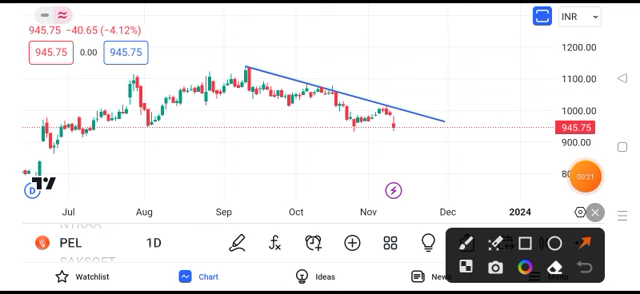 945.75 −40.65 (−4.12%)
945.75 0.00 945.75
INR
1200.00
1100.00
1000.00
945.75
900.00
00:21
D
Jul Aug Sep Oct Nov Dec 2024
PEL 1D
Watchlist Chart Ideas News